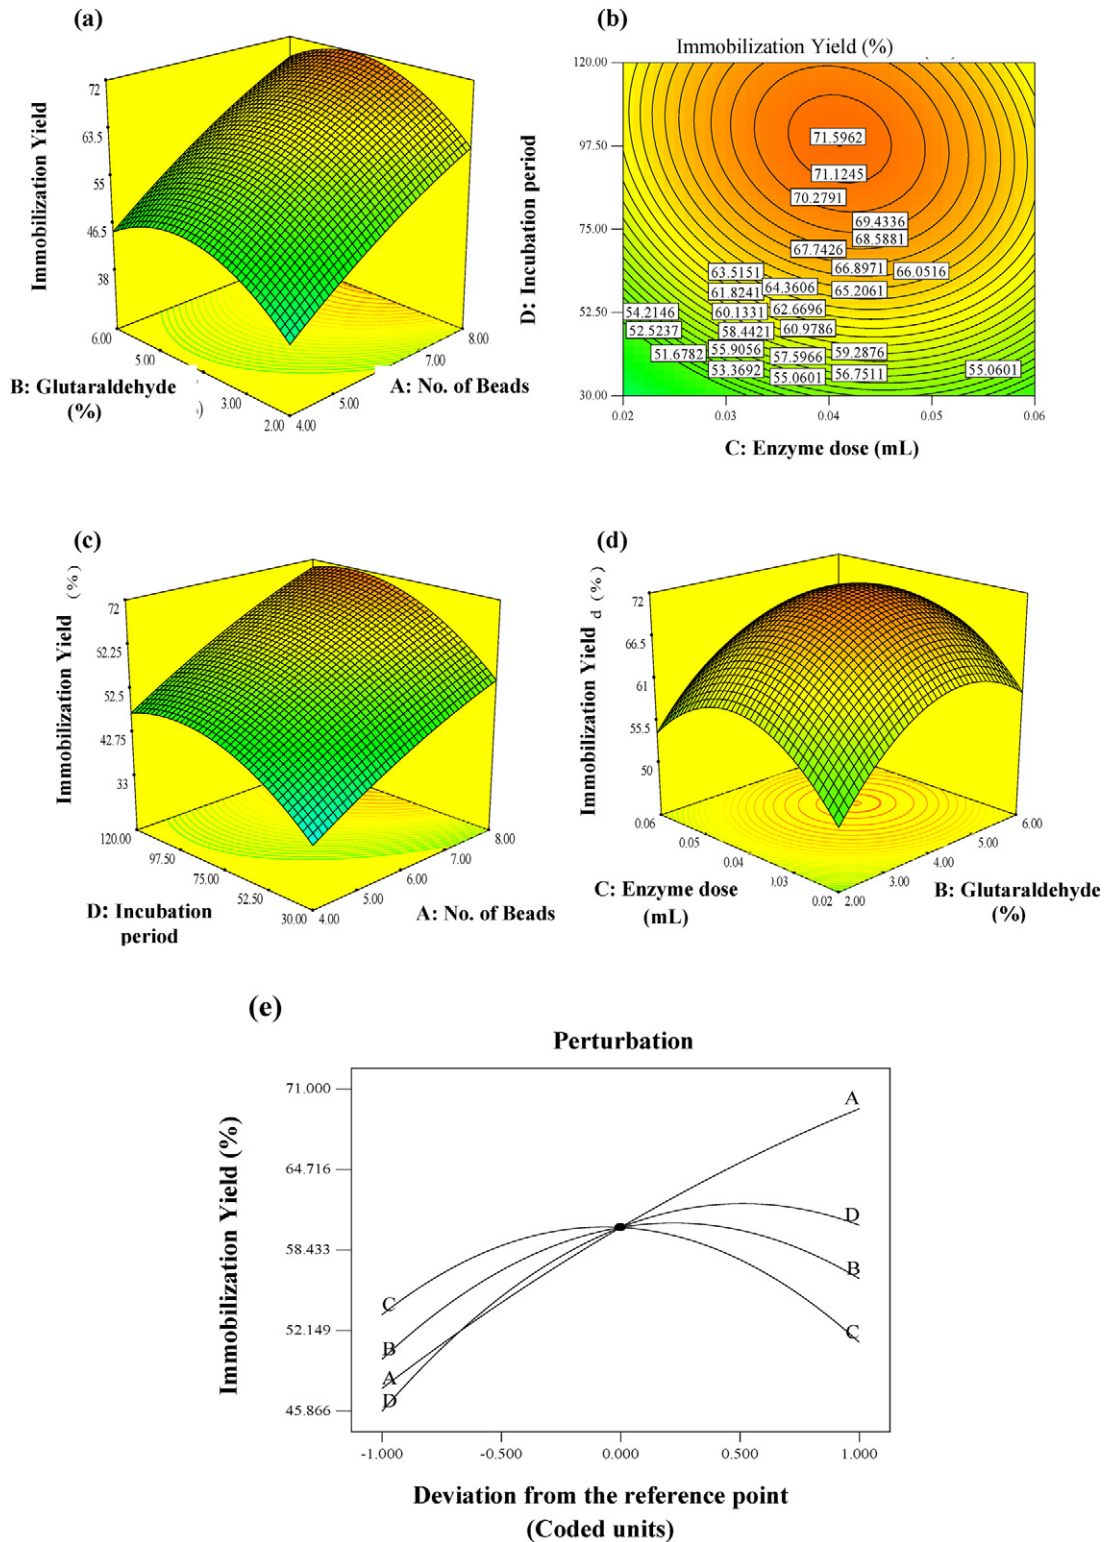 (a)
72
63.5
55
46.5
38
Immobilization Yield
6.00
5.00
3.00
2.00
4.00
5.00
7.00
8.00
B: Glutaraldehyde
(%)
)
A: No. of Beads
(b)
Immobilization Yield (%)
120.00
97.50
75.00
52.50
30.00
D: Incubation period
71.5962
71.1245
70.2791
69.4336
68.5881
67.7426
66.8971
66.0516
63.5151
64.3606
65.2061
61.8241
54.2146
60.1331
62.6696
52.5237
58.4421
60.9786
51.6782
55.9056
57.5966
59.2876
53.3692
55.0601
56.7511
55.0601
0.02
0.03
0.04
0.05
0.06
C: Enzyme dose (mL)
(c)
(%)
72
62.25
52.5
42.75
33
Immobilization Yield
120.00
97.50
75.00
52.50
30.00
4.00
5.00
6.00
7.00
8.00
D: Incubation
period
A: No. of Beads
(d)
d (%)
72
66.5
61
55.5
50
Immobilization Yield
0.06
0.05
0.04
0.03
0.02
2.00
3.00
4.00
5.00
6.00
C: Enzyme dose
(mL)
B: Glutaraldehyde
(%)
(e)
Perturbation
71.000
64.716
58.433
52.149
45.866
Immobilization Yield (%)
A
D
B
C
C
B
A
D
-1.000
-0.500
0.000
0.500
1.000
Deviation from the reference point
(Coded units)